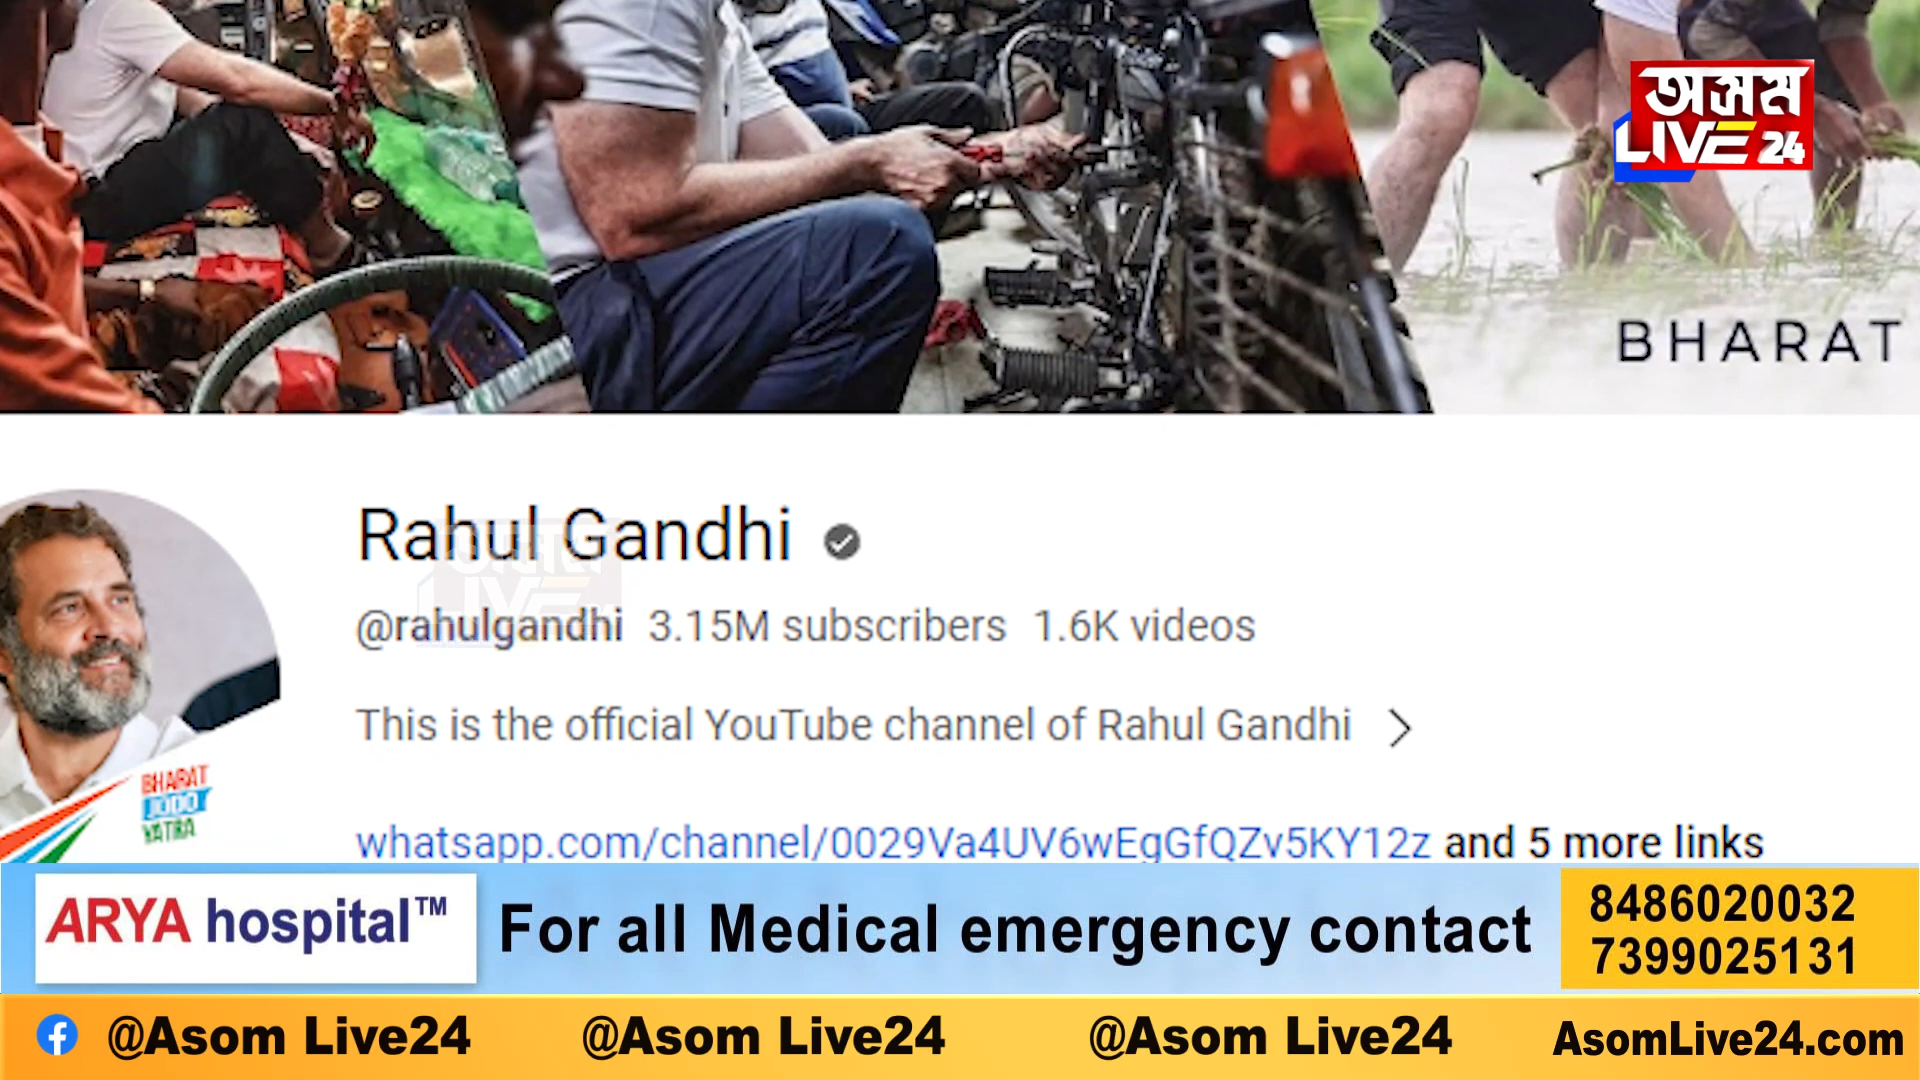 অসম
LIVE 24
BHARAT
Rahul Gandhi
@rahulgandhi 3.15M subscribers 1.6K videos
This is the official YouTube channel of Rahul Gandhi
BHARAT
JODO
YATRA
whatsapp.com/channel/0029Va4UV6wEgGfQZv5KY12z and 5 more links
ARYA hospital™ For all Medical emergency contact
8486020032
7399025131
@Asom Live24 @Asom Live24 @Asom Live24 AsomLive24.com